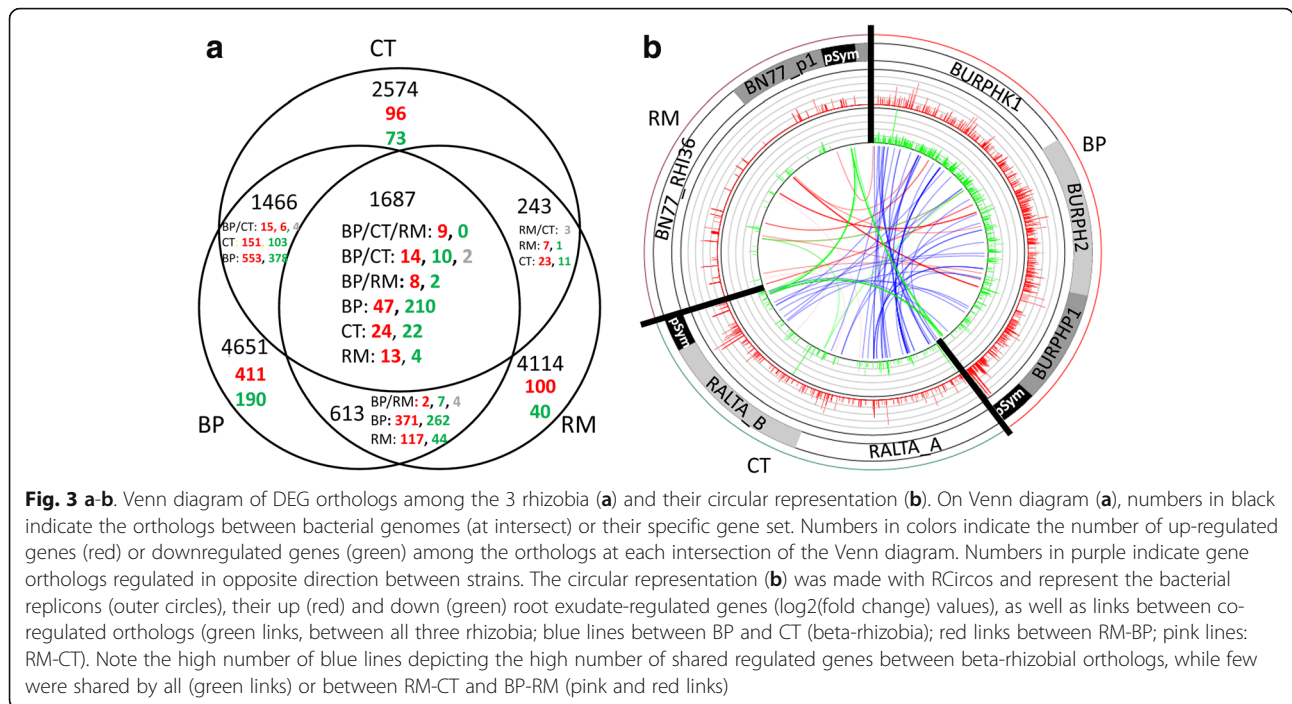 a
CT
2574
96
73
1466
BP/CT: 15, 6, 4
CT 151, 103
BP: 553, 378
1687
BP/CT/RM: 9, 0
BP/CT: 14, 10, 2
BP/RM: 8, 2
BP: 47, 210
CT: 24, 22
RM: 13, 4
243
RM/CT: 3
RM: 7, 1
CT: 23, 11
4651
411
190
BP
613
BP/RM: 2, 7, 4
BP: 371, 262
RM: 117, 44
4114
100
40
RM
b
BN77_p1
pSym
BURPHK1
RM
BP
BN77_RHI36
BURPH2
BURPHP1
pSym
pSym
RALTA_B
RALTA_A
CT
Fig. 3 a-b. Venn diagram of DEG orthologs among the 3 rhizobia (a) and their circular representation (b). On Venn diagram (a), numbers in black
indicate the orthologs between bacterial genomes (at intersect) or their specific gene set. Numbers in colors indicate the number of up-regulated
genes (red) or downregulated genes (green) among the orthologs at each intersection of the Venn diagram. Numbers in purple indicate gene
orthologs regulated in opposite direction between strains. The circular representation (b) was made with RCircos and represent the bacterial
replicons (outer circles), their up (red) and down (green) root exudate-regulated genes (log2(fold change) values), as well as links between co-
regulated orthologs (green links, between all three rhizobia; blue lines between BP and CT (beta-rhizobia); red links between RM-BP; pink lines:
RM-CT). Note the high number of blue lines depicting the high number of shared regulated genes between beta-rhizobial orthologs, while few
were shared by all (green links) or between RM-CT and BP-RM (pink and red links)